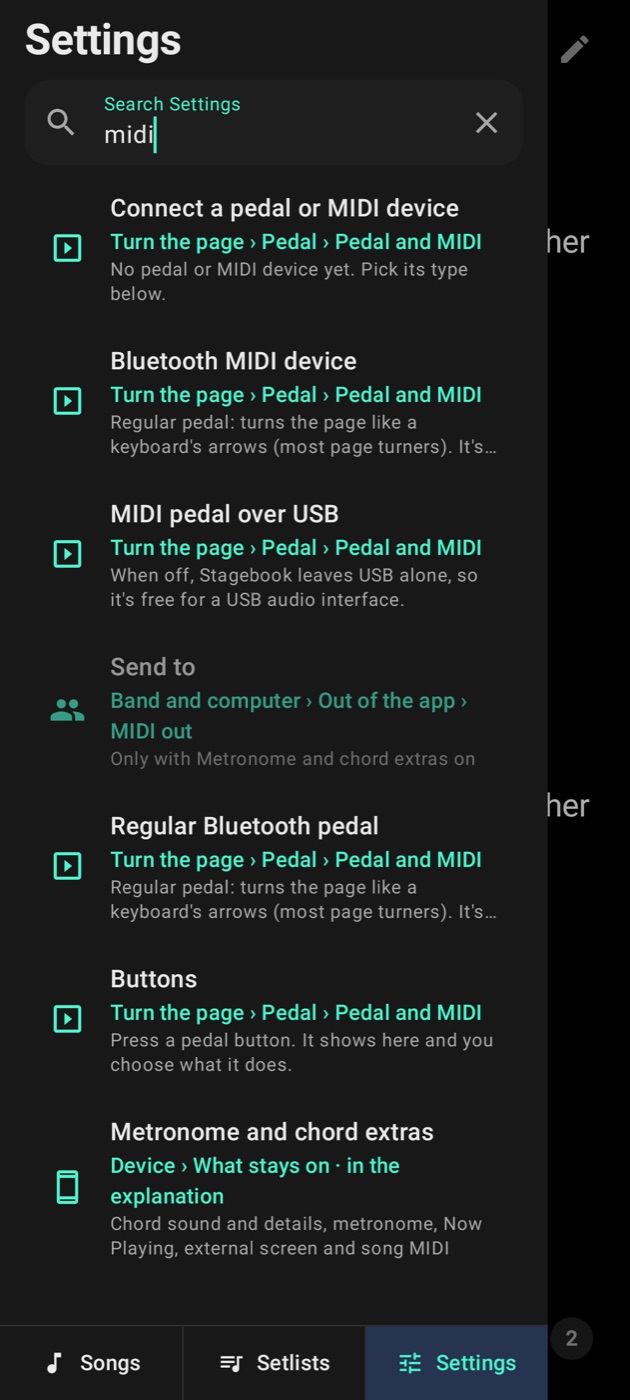 Settings
Search Settings
midi
Connect a pedal or MIDI device
Turn the page › Pedal › Pedal and MIDI
No pedal or MIDI device yet. Pick its type
below.
her
Bluetooth MIDI device
Turn the page › Pedal › Pedal and MIDI
Regular pedal: turns the page like a
keyboard's arrows (most page turners). It's…
MIDI pedal over USB
Turn the page › Pedal › Pedal and MIDI
When off, Stagebook leaves USB alone, so
it's free for a USB audio interface.
Send to
Band and computer › Out of the app ›
MIDI out
Only with Metronome and chord extras on
her
Regular Bluetooth pedal
Turn the page › Pedal › Pedal and MIDI
Regular pedal: turns the page like a
keyboard's arrows (most page turners). It's…
Buttons
Turn the page › Pedal › Pedal and MIDI
Press a pedal button. It shows here and you
choose what it does.
Metronome and chord extras
Device › What stays on · in the
explanation
Chord sound and details, metronome, Now
Playing, external screen and song MIDI
2
Songs
Setlists
Settings